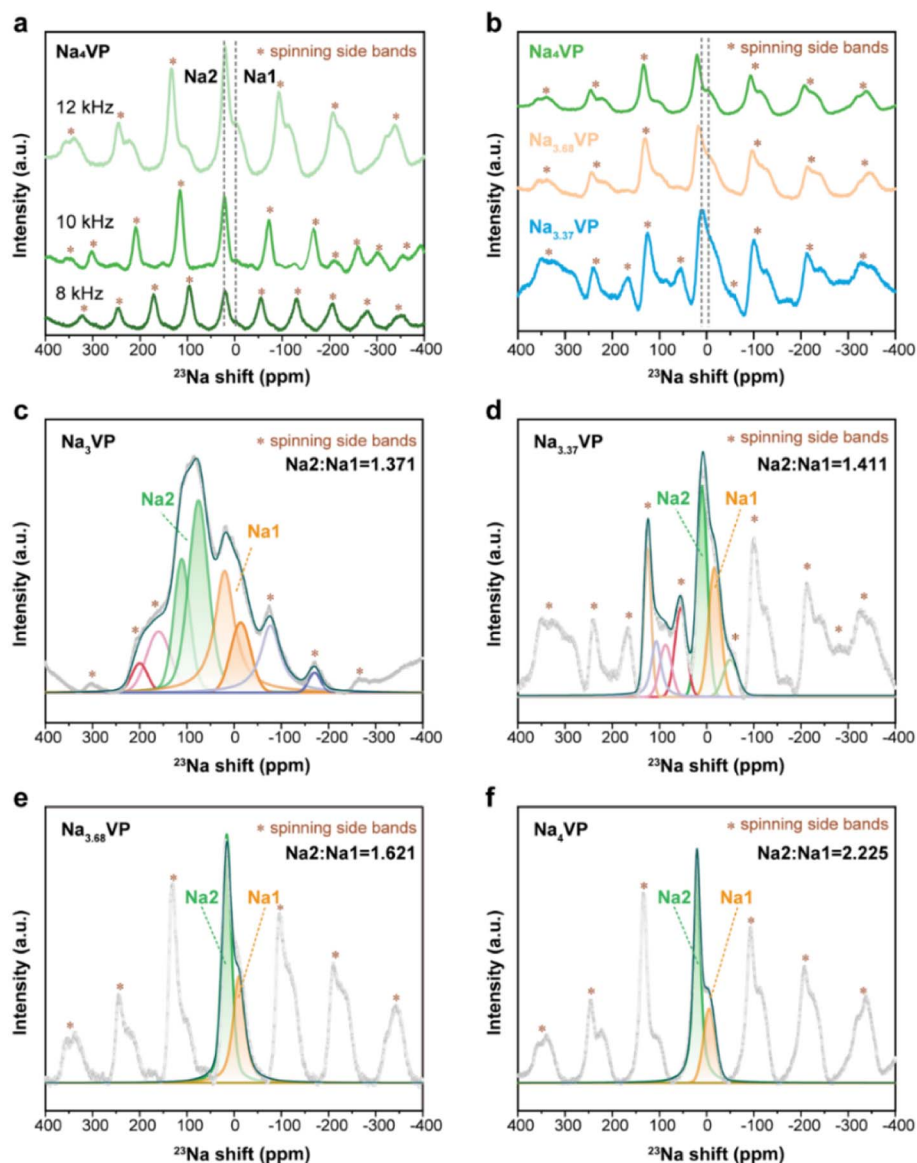 a
Na₄VP
* spinning side bands
Na2 Na1
12 kHz
10 kHz
8 kHz
Intensity (a.u.)
400 300 200 100 0 -100 -200 -300 -400
²³Na shift (ppm)
b
Na₄VP
* spinning side bands
Na₃.₆₈VP
Na₃.₃₇VP
Intensity (a.u.)
400 300 200 100 0 -100 -200 -300 -400
²³Na shift (ppm)
c
Na₃VP
* spinning side bands
Na2:Na1=1.371
Na2
Na1
Intensity (a.u.)
400 300 200 100 0 -100 -200 -300 -400
²³Na shift (ppm)
d
Na₃.₃₇VP
* spinning side bands
Na2:Na1=1.411
Na2 Na1
Intensity (a.u.)
400 300 200 100 0 -100 -200 -300 -400
²³Na shift (ppm)
e
Na₃.₆₈VP
* spinning side bands
Na2:Na1=1.621
Na2 Na1
Intensity (a.u.)
400 300 200 100 0 -100 -200 -300 -400
²³Na shift (ppm)
f
Na₄VP
* spinning side bands
Na2:Na1=2.225
Na2 Na1
Intensity (a.u.)
400 300 200 100 0 -100 -200 -300 -400
²³Na shift (ppm)